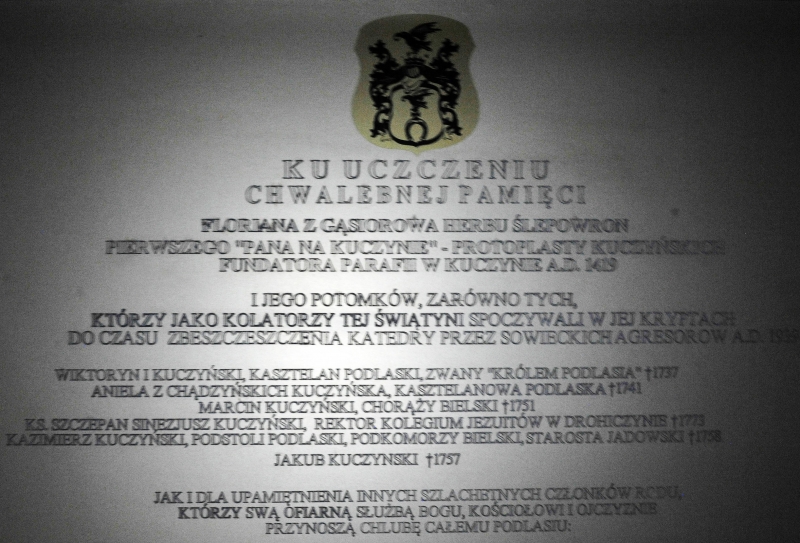 KU UCZCZENIU
CHWALEBNEJ PAMIĘCI
FLORIANA Z GĄSIOROWA HERBU ŚLEPOWRON
PIERWSZEGO "PANA NA KUCZYNIE" - PROTOPLASTY KUCZYŃSKICH
FUNDATORA PARAFII W KUCZYNIE A.D. 1419
I JEGO POTOMKÓW, ZARÓWNO TYCH,
KTÓRZY JAKO KOLATORZY TEJ ŚWIĄTYNI SPOCZYWALI W JEJ KRYPTACH
DO CZASU ZBESZCZESZCZENIA KATEDRY PRZEZ SOWIECKICH AGRESORÓW A.D.
WIKTORYN I KUCZYŃSKI, KASZTELAN PODLASKI, ZWANY "KRÓLEM PODLASIA" †1737
ANIELA Z CHĄDZYŃSKICH KUCZYŃSKA, KASZTELANOWA PODLASKA †1741
MARCIN KUCZYŃSKI, CHORĄŻY BIELSKI †1751
KS. SZCZEPAN SINEZJUSZ KUCZYŃSKI, REKTOR KOLEGIUM JEZUITÓW W DROHICZYNIE †1773
KAZIMIERZ KUCZYŃSKI, PODSTOLI PODLASKI, PODKOMORZY BIELSKI, STAROSTA JADOWSKI †1758
JAKUB KUCZYŃSKI †1757
JAK I DLA UPAMIĘTNIENIA INNYCH SZLACHETNYCH CZŁONKÓW RODU,
KTÓRZY SWĄ OFIARNĄ SŁUŻBĄ BOGU, KOŚCIOŁOWI I OJCZYZNIE
PRZYNOSZĄ CHLUBĘ CAŁEMU PODLASIU: